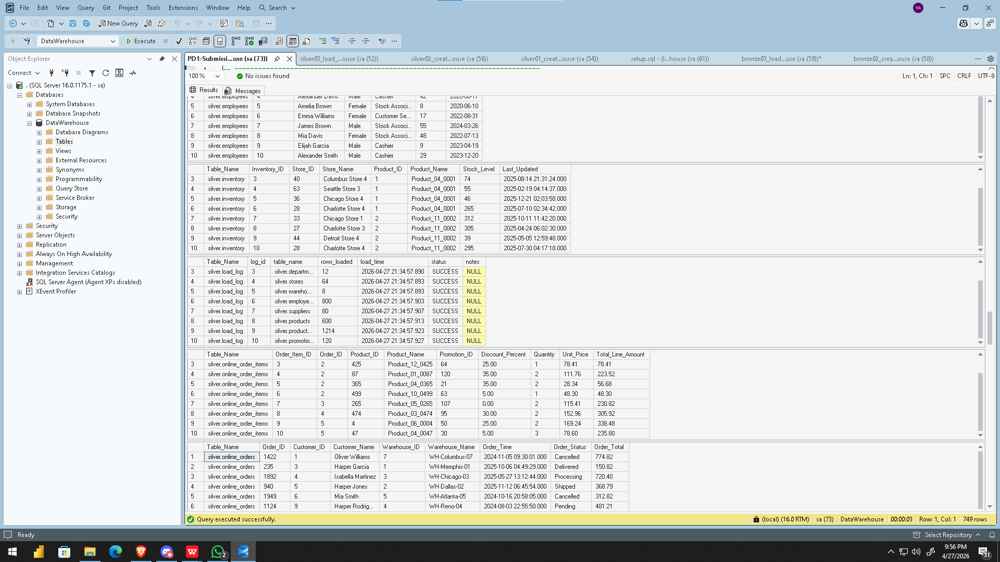 File Edit View Query Git Project Tools Extensions Window Help Search YA
New Query
DataWarehouse Execute
Object Explorer
Connect
. (SQL Server 16.0.1175.1 - sa)
Databases
System Databases
Database Snapshots
DataWarehouse
Database Diagrams
Tables
Views
External Resources
Synonyms
Programmability
Query Store
Service Broker
Storage
Security
Security
Server Objects
Replication
Always On High Availability
Management
Integration Services Catalogs
SQL Server Agent (Agent XPs disabled)
XEvent Profiler
PD1-Submissi...use (sa (73)) silver03_load_...ouse (sa (52)) silver02_creat...ouse (sa (56)) silver01_creat...ouse (sa (54)) setup.sql - (l...house (sa (61)) bronze03_load...use (sa (59))* bronze02_crea...ouse (sa (58))
100 % No issues found Ln: 1, Ch: 1 SPC CRLF UTF-8
Results Messages
4 silver.employees 4 Alexander Davis Male Cashier 42
5 silver.employees 5 Amelia Brown Female Stock Associ... 8 2020-06-10
6 silver.employees 6 Emma Williams Female Customer Se... 17 2022-08-31
7 silver.employees 7 James Brown Male Stock Associ... 55 2024-03-26
8 silver.employees 8 Mia Davis Female Stock Associ... 48 2022-07-13
9 silver.employees 9 Elijah Garcia Male Cashier 9 2023-04-19
10 silver.employees 10 Alexander Smith Male Cashier 29 2023-12-20
Table_Name Inventory_ID Store_ID Store_Name Product_ID Product_Name Stock_Level Last_Updated
3 silver.inventory 3 40 Columbus Store 4 1 Product_04_0001 74 2025-08-14 21:31:24.000
4 silver.inventory 4 63 Seattle Store 3 1 Product_04_0001 55 2025-02-19 04:14:37.000
5 silver.inventory 5 36 Chicago Store 4 1 Product_04_0001 46 2025-12-21 02:03:58.000
6 silver.inventory 6 28 Charlotte Store 4 1 Product_04_0001 265 2025-07-10 02:34:42.000
7 silver.inventory 7 33 Chicago Store 1 2 Product_11_0002 312 2025-10-11 11:42:20.000
8 silver.inventory 8 27 Charlotte Store 3 2 Product_11_0002 305 2025-04-24 06:02:30.000
9 silver.inventory 9 44 Detroit Store 4 2 Product_11_0002 39 2025-05-05 12:59:48.000
10 silver.inventory 10 28 Charlotte Store 4 2 Product_11_0002 295 2025-07-30 04:17:18.000
Table_Name log_id table_name rows_loaded load_time status notes
3 silver.load_log 3 silver.departm... 12 2026-04-27 21:34:57.890 SUCCESS NULL
4 silver.load_log 4 silver.stores 64 2026-04-27 21:34:57.893 SUCCESS NULL
5 silver.load_log 5 silver.wareho... 8 2026-04-27 21:34:57.893 SUCCESS NULL
6 silver.load_log 6 silver.employe... 800 2026-04-27 21:34:57.903 SUCCESS NULL
7 silver.load_log 7 silver.suppliers 80 2026-04-27 21:34:57.907 SUCCESS NULL
8 silver.load_log 8 silver.products 600 2026-04-27 21:34:57.913 SUCCESS NULL
9 silver.load_log 9 silver.product... 1214 2026-04-27 21:34:57.923 SUCCESS NULL
10 silver.load_log 10 silver.promotio... 120 2026-04-27 21:34:57.927 SUCCESS NULL
Table_Name Order_Item_ID Order_ID Product_ID Product_Name Promotion_ID Discount_Percent Quantity Unit_Price Total_Line_Amount
3 silver.online_order_items 3 2 425 Product_12_0425 64 25.00 1 78.41 78.41
4 silver.online_order_items 4 2 87 Product_01_0087 120 35.00 2 111.76 223.52
5 silver.online_order_items 5 2 365 Product_04_0365 21 35.00 2 28.34 56.68
6 silver.online_order_items 6 2 499 Product_10_0499 63 5.00 1 48.30 48.30
7 silver.online_order_items 7 3 265 Product_05_0265 107 0.00 2 115.41 230.82
8 silver.online_order_items 8 4 474 Product_03_0474 95 30.00 2 152.96 305.92
9 silver.online_order_items 9 5 4 Product_06_0004 50 25.00 2 169.24 338.48
10 silver.online_order_items 10 5 47 Product_04_0047 30 5.00 3 78.60 235.80
Table_Name Order_ID Customer_ID Customer_Name Warehouse_ID Warehouse_Name Order_Time Order_Status Order_Total
1 silver.online_orders 1422 1 Oliver Williams 7 WH-Columbus-07 2024-11-05 09:30:01.000 Cancelled 774.82
2 silver.online_orders 235 3 Harper Garcia 1 WH-Memphis-01 2025-10-06 04:49:29.000 Delivered 150.82
3 silver.online_orders 1892 4 Isabella Martinez 3 WH-Chicago-03 2025-05-27 13:12:44.000 Processing 720.40
4 silver.online_orders 940 5 Harper Jones 2 WH-Dallas-02 2025-11-12 06:45:54.000 Shipped 368.79
5 silver.online_orders 1949 6 Mia Smith 5 WH-Atlanta-05 2024-10-16 20:58:05.000 Cancelled 312.82
6 silver.online_orders 1124 9 Harper Rodrig... 4 WH-Reno-04 2024-08-03 22:55:50.000 Pending 481.21
Query executed successfully. (local) (16.0 RTM) sa (73) DataWarehouse 00:00:03 Row: 1, Col: 1 749 rows
Ready Select Repository
2
9:56 PM
4/27/2026
31